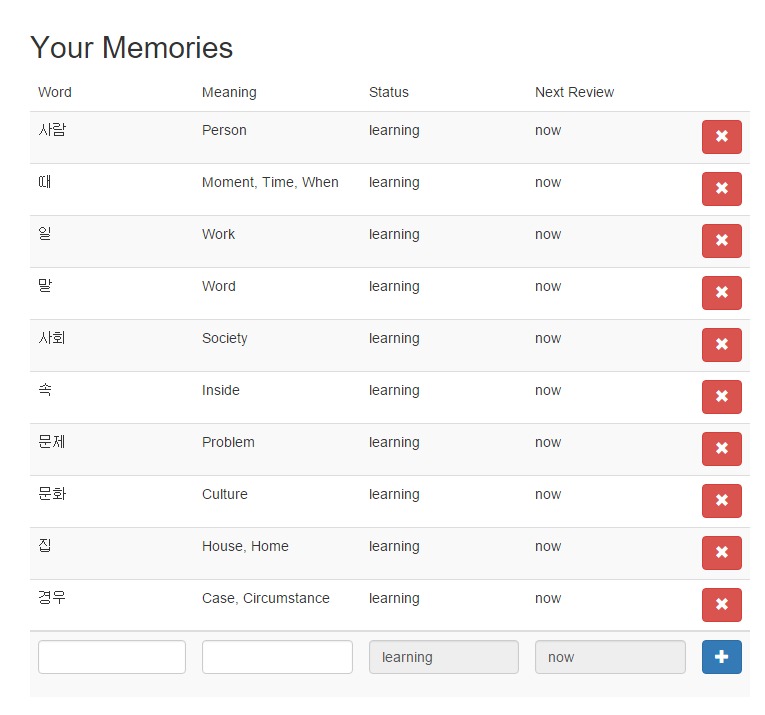 Your Memories
Word Meaning Status Next Review
사람 Person learning now
때 Moment, Time, When learning now
일 Work learning now
말 Word learning now
사회 Society learning now
속 Inside learning now
문제 Problem learning now
문화 Culture learning now
집 House, Home learning now
경우 Case, Circumstance learning now
learning now